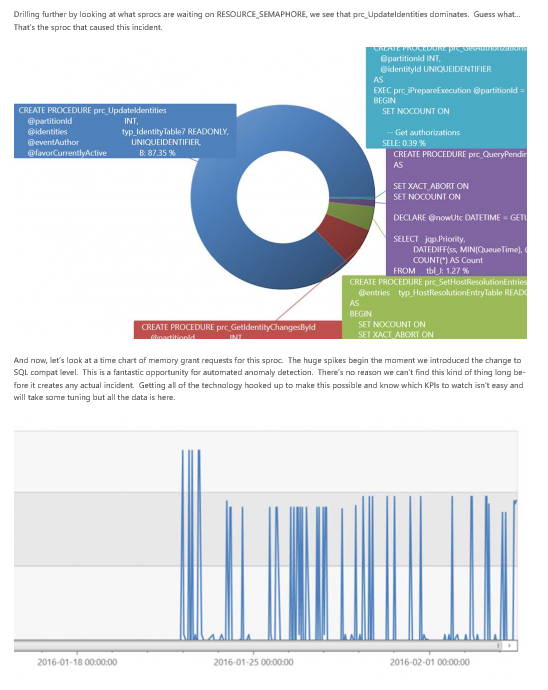 Drilling further by looking at what sprocs are waiting on RESOURCE_SEMAPHORE, we see that prc_UpdateIdentities dominates.  Guess what...
That's the sproc that caused this incident.
CREATE PROCEDURE prc_UpdateIdentities
@partitionId INT,
@identities typ_IdentityTable7 READONLY,
@eventAuthor UNIQUEIDENTIFIER,
@favorCurrentlyActive B: 87.35 %
CREATE PROCEDURE prc_GetAuthorizations
@partitionId INT,
@identityId UNIQUEIDENTIFIER
AS
EXEC prc_iPrepareExecution @partitionId =
BEGIN
SET NOCOUNT ON
-- Get authorizations
SELE: 0.39 %
CREATE PROCEDURE prc_QueryPendin
AS
SET XACT_ABORT ON
SET NOCOUNT ON
DECLARE @nowUtc DATETIME = GETU
SELECT jqp.Priority,
DATEDIFF(ss, MIN(QueueTime), (
COUNT(*) AS Count
FROM tbl_J: 1.27 %
CREATE PROCEDURE prc_SetHostResolutionEntries
@entries typ_HostResolutionEntryTable READO
AS
BEGIN
SET NOCOUNT ON
SET XACT_ABORT ON
CREATE PROCEDURE prc_GetIdentityChangesById
@partitionId INT
And now, let's look at a time chart of memory grant requests for this sproc.  The huge spikes begin the moment we introduced the change to
SQL compat level.  This is a fantastic opportunity for automated anomaly detection.  There's no reason we can't find this kind of thing long be-
fore it creates any actual incident.  Getting all of the technology hooked up to make this possible and know which KPIs to watch isn't easy and
will take some tuning but all the data is here.
2016-01-18 00:00:00
2016-01-25 00:00:00
2016-02-01 00:00:00